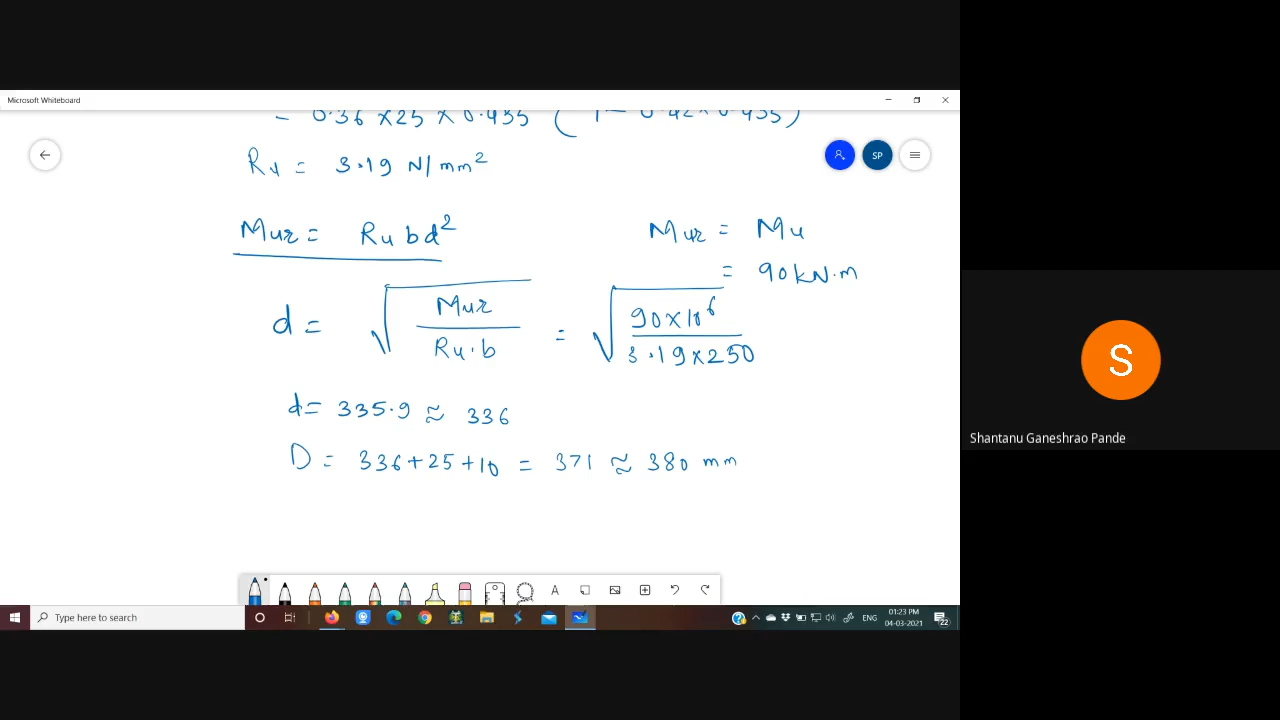 Microsoft Whiteboard
= 0.36 × 25 × 0.435 ( 1 - 0.42 × 0.435 )
Ru = 3.19 N/mm²
SP
Mur = Ru b d²
Mur = Mu
= 90 kN.m
d = √(Mur / Ru.b) = √(90×10⁶ / 3.19×250)
d = 335.9 ≈ 336
D = 336 + 25 + 10 = 371 ≈ 380 mm
S
Shantanu Ganeshrao Pande
A
Type here to search
ENG
01:23 PM
04-03-2021
22